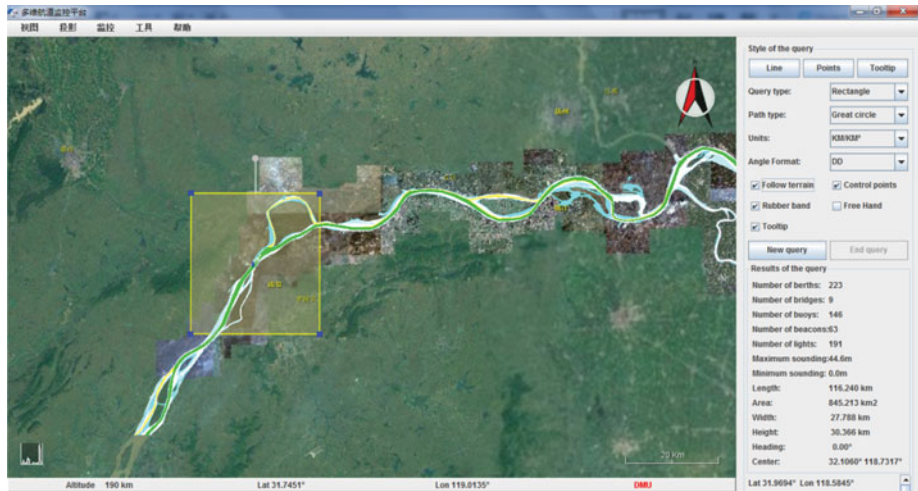 多维航道监控平台
视图 投影 监控 工具 帮助
Style of the query
Line Points Tooltip
Query type: Rectangle
Path type: Great circle
Units: KM/KM²
Angle Format: DD
Follow terrain Control points
Rubber band Free Hand
Tooltip
New query End query
Results of the query
Number of berths: 223
Number of bridges: 9
Number of buoys: 146
Number of beacons:63
Number of lights: 191
Maximum sounding:44.6m
Minimum sounding: 0.0m
Length: 116.240 km
Area: 845.213 km2
Width: 27.788 km
Height: 30.366 km
Heading: 0.00°
Center: 32.1060° 118.7317°
Lat 31.9694° Lon 118.5845°
20 Km
Altitude 190 km Lat 31.7451° Lon 119.0135° DMU